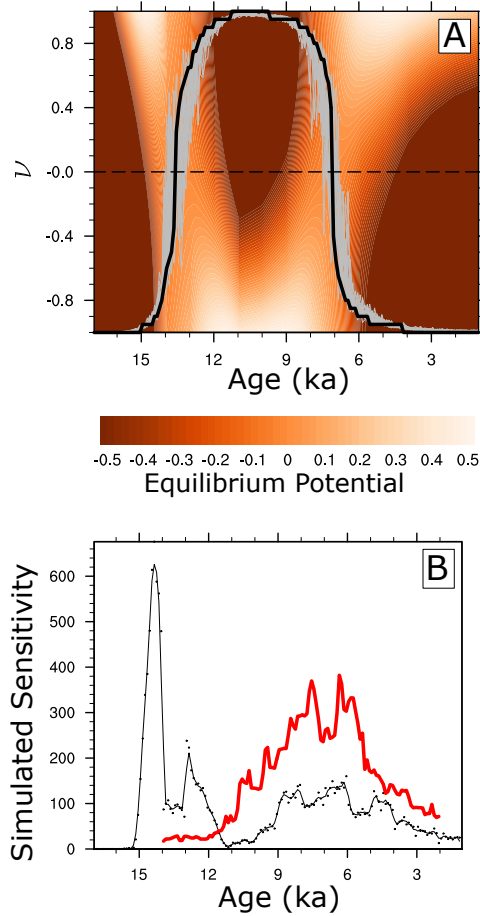 A
0.8
0.4
-0.0
-0.4
-0.8
ν
15 12 9 6 3
Age (ka)
-0.5 -0.4 -0.3 -0.2 -0.1 0 0.1 0.2 0.3 0.4 0.5
Equilibrium Potential
B
600
500
400
300
200
100
0
Simulated Sensitivity
15 12 9 6 3
Age (ka)